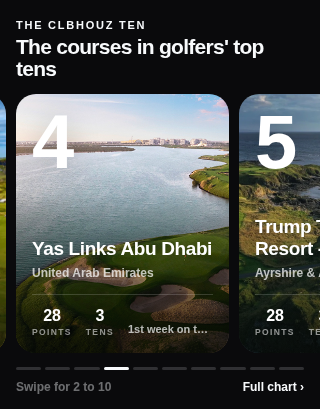 THE CLBHOUZ TEN
The courses in golfers' top
tens
4
Yas Links Abu Dhabi
United Arab Emirates
28
POINTS
3
TENS
1st week on t…
5
Trump
Resort
Ayrshire &
28
POINTS
Swipe for 2 to 10
Full chart ›